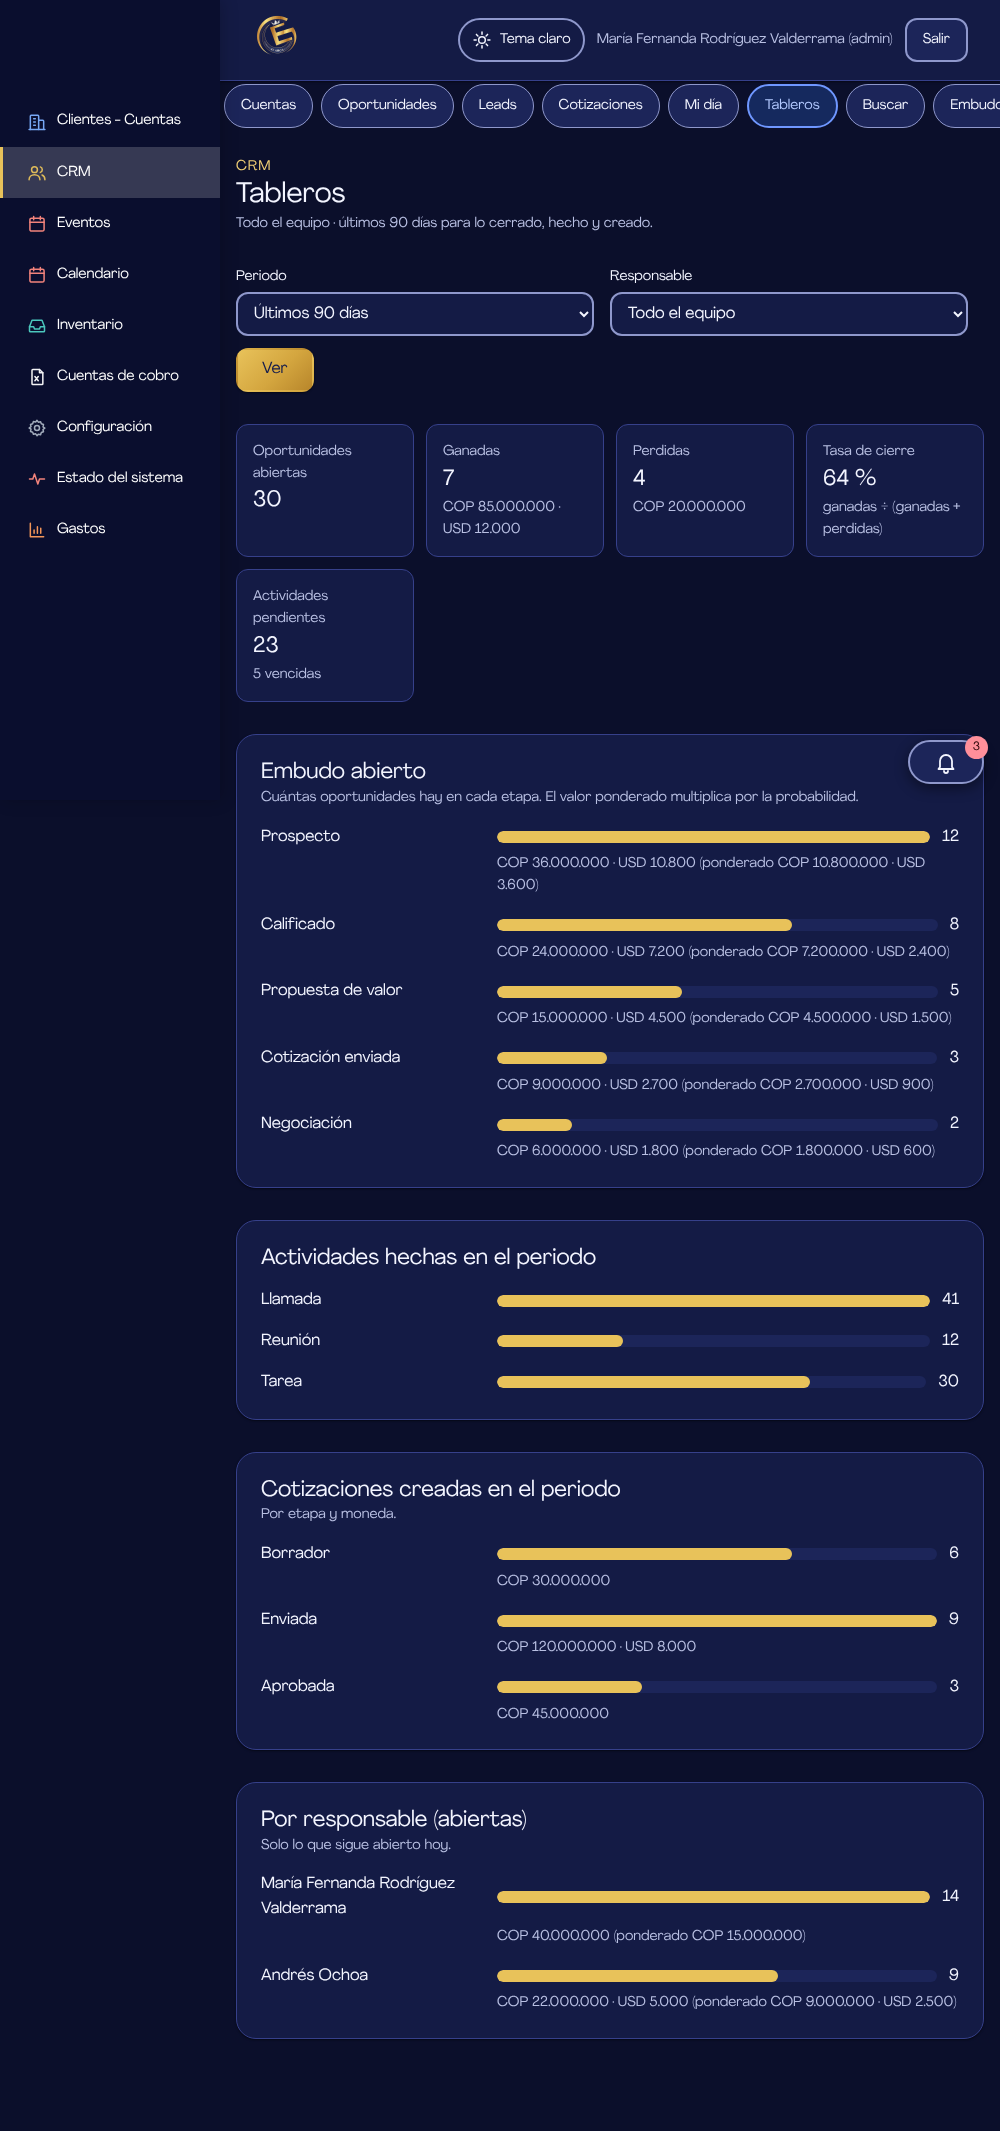 Tema claro
María Fernanda Rodríguez Valderrama (admin)
Salir
Clientes - Cuentas
CRM
Eventos
Calendario
Inventario
Cuentas de cobro
Configuración
Estado del sistema
Gastos
Cuentas
Oportunidades
Leads
Cotizaciones
Mi día
Tableros
Buscar
Embudo
CRM
Tableros
Todo el equipo · últimos 90 días para lo cerrado, hecho y creado.
Periodo
Responsable
Últimos 90 días
Todo el equipo
Ver
Oportunidades
abiertas
30
Ganadas
7
COP 85.000.000 ·
USD 12.000
Perdidas
4
COP 20.000.000
Tasa de cierre
64 %
ganadas ÷ (ganadas +
perdidas)
Actividades
pendientes
23
5 vencidas
3
Embudo abierto
Cuántas oportunidades hay en cada etapa. El valor ponderado multiplica por la probabilidad.
Prospecto
12
COP 36.000.000 · USD 10.800 (ponderado COP 10.800.000 · USD
3.600)
Calificado
8
COP 24.000.000 · USD 7.200 (ponderado COP 7.200.000 · USD 2.400)
Propuesta de valor
5
COP 15.000.000 · USD 4.500 (ponderado COP 4.500.000 · USD 1.500)
Cotización enviada
3
COP 9.000.000 · USD 2.700 (ponderado COP 2.700.000 · USD 900)
Negociación
2
COP 6.000.000 · USD 1.800 (ponderado COP 1.800.000 · USD 600)
Actividades hechas en el periodo
Llamada
41
Reunión
12
Tarea
30
Cotizaciones creadas en el periodo
Por etapa y moneda.
Borrador
6
COP 30.000.000
Enviada
9
COP 120.000.000 · USD 8.000
Aprobada
3
COP 45.000.000
Por responsable (abiertas)
Solo lo que sigue abierto hoy.
María Fernanda Rodríguez
Valderrama
14
COP 40.000.000 (ponderado COP 15.000.000)
Andrés Ochoa
9
COP 22.000.000 · USD 5.000 (ponderado COP 9.000.000 · USD 2.500)